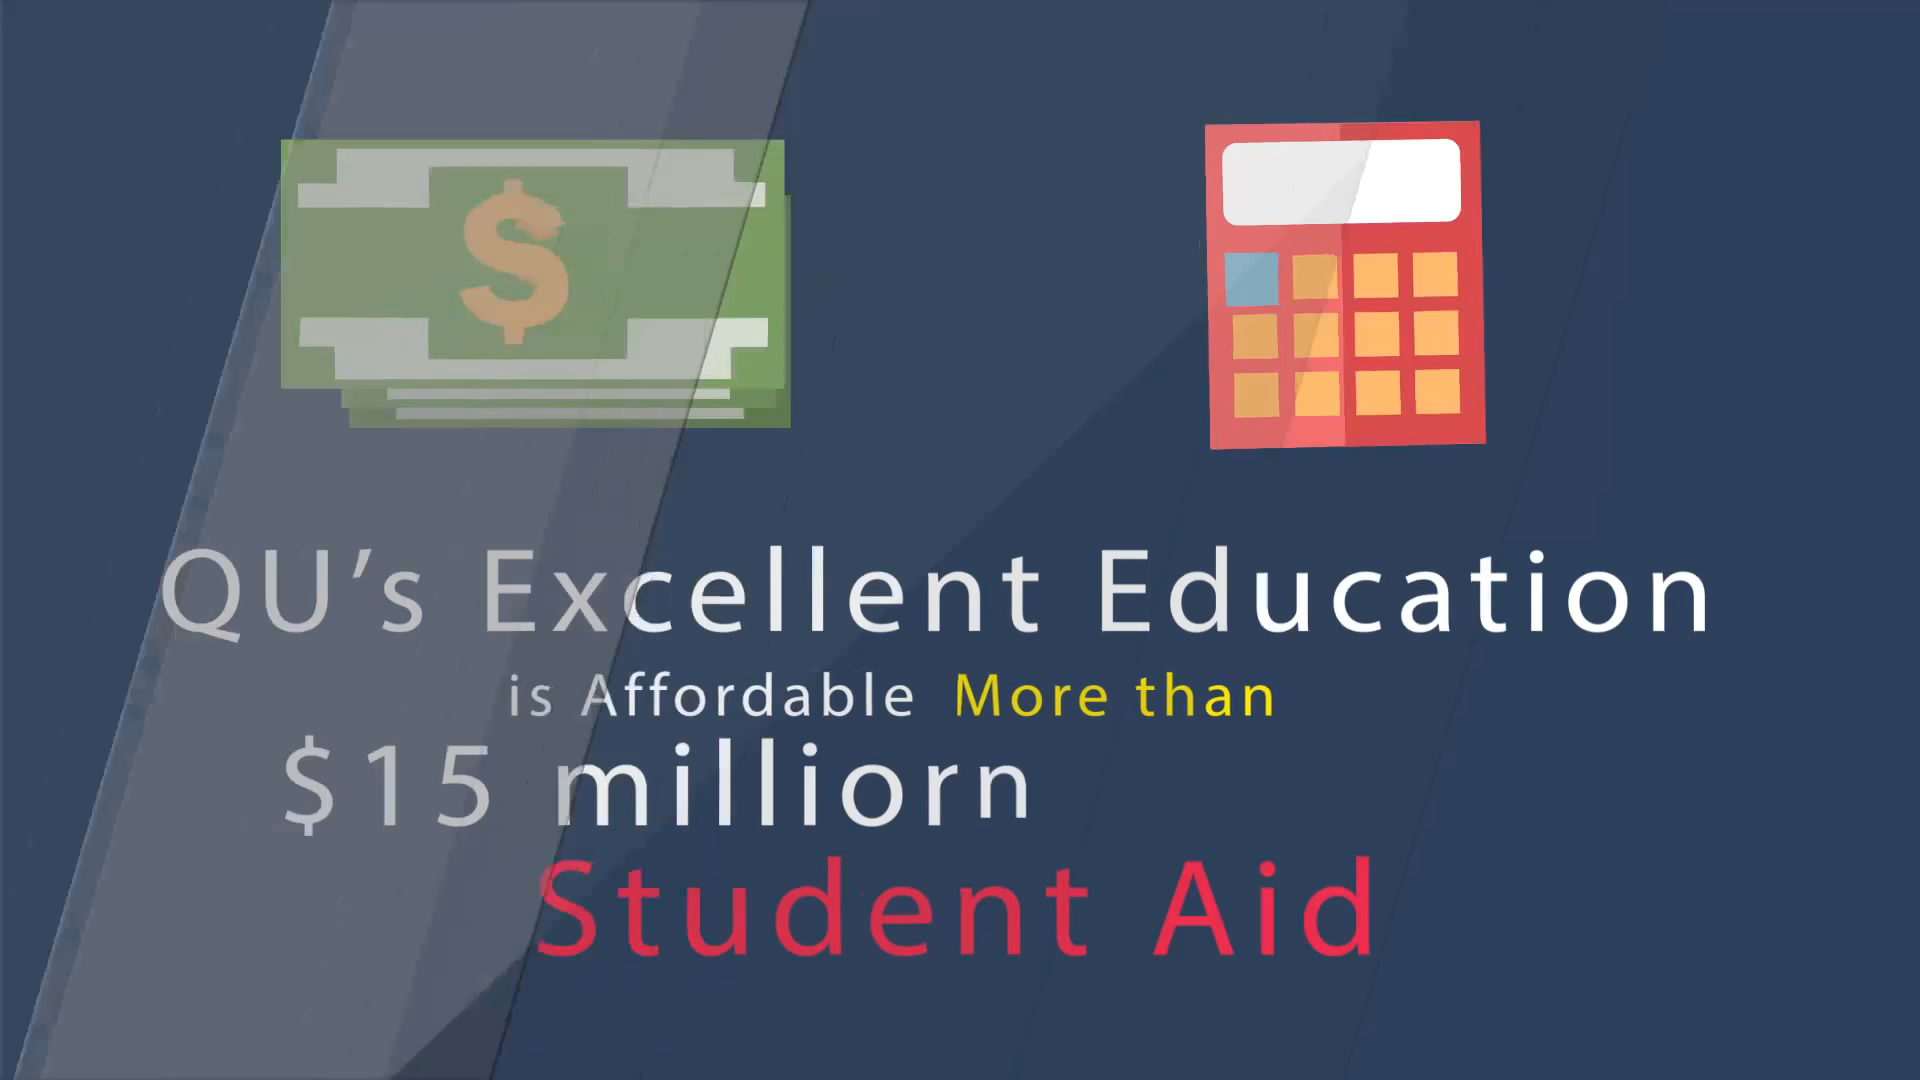 $
QU’s Excellent Education
is Affordable More than
$15 milliorn
Student Aid